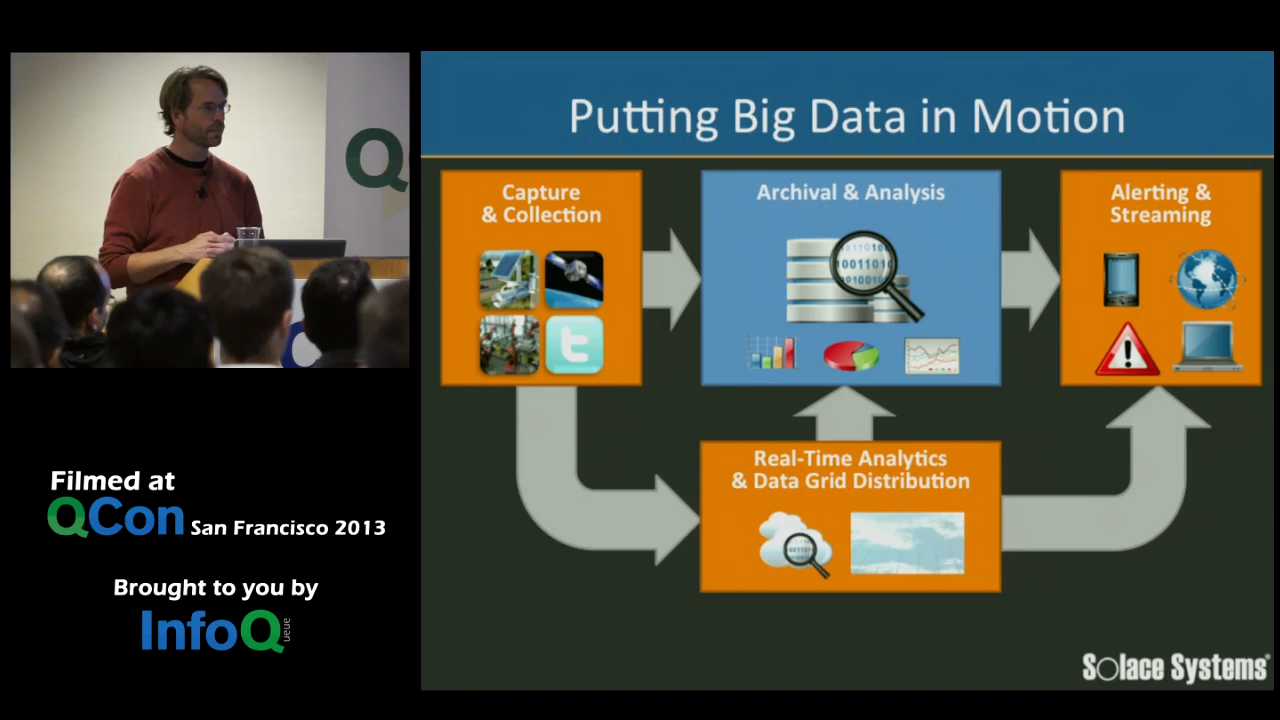 Putting Big Data in Motion
Capture
& Collection
Archival & Analysis
Alerting &
Streaming
Real-Time Analytics
& Data Grid Distribution
Solace Systems
Filmed at
QCon San Francisco 2013
Brought to you by
InfoQ
ueue
Q